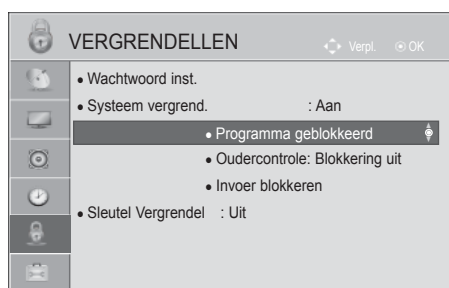 VERGRENDELLEN Verpl. OK
• Wachtwoord inst.
• Systeem vergrend. : Aan
• Programma geblokkeerd
• Oudercontrole: Blokkering uit
• Invoer blokkeren
• Sleutel Vergrendel : Uit